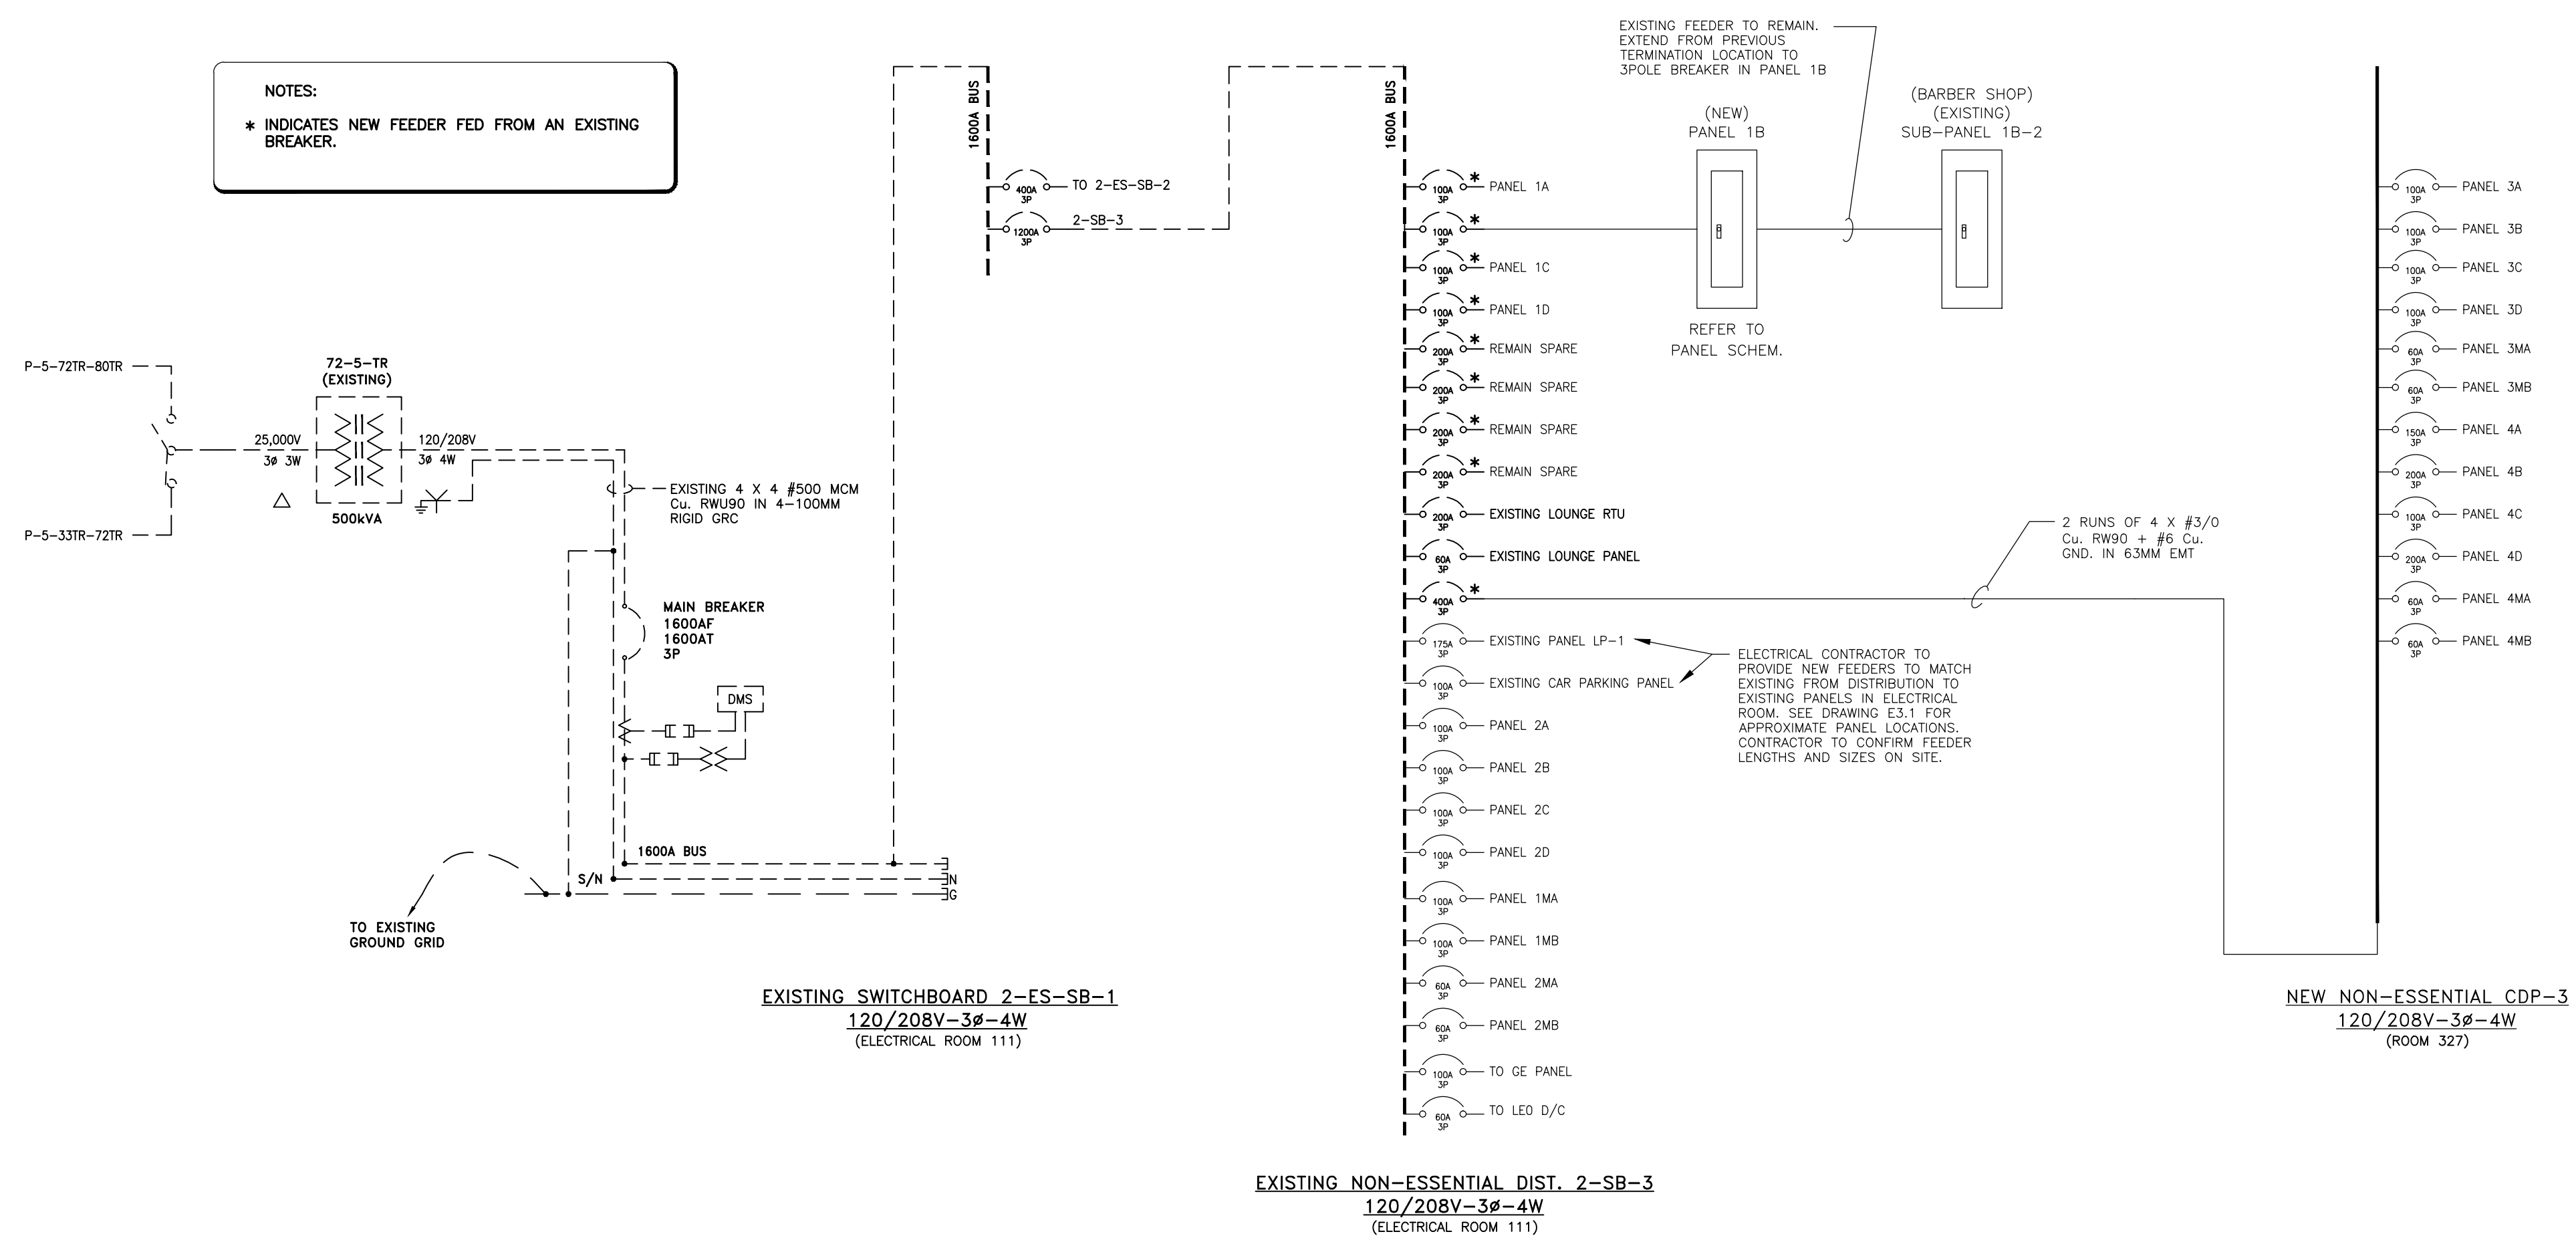 NOTES:
* INDICATES NEW FEEDER FED FROM AN EXISTING
BREAKER.
P-5-72TR-80TR
P-5-33TR-72TR
72-5-TR
(EXISTING)
25,000V
3ø 3W
120/208V
3ø 4W
500kVA
EXISTING 4 X 4 #500 MCM
Cu. RWU90 IN 4-100MM
RIGID GRC
MAIN BREAKER
1600AF
1600AT
3P
DMS
1600A BUS
S/N
N
G
TO EXISTING
GROUND GRID
1600A BUS
400A
3P
TO 2-ES-SB-2
1200A
3P
2-SB-3
EXISTING SWITCHBOARD 2-ES-SB-1
120/208V-3ø-4W
(ELECTRICAL ROOM 111)
1600A BUS
100A
3P
*
PANEL 1A
100A
3P
*
100A
3P
*
PANEL 1C
100A
3P
*
PANEL 1D
200A
3P
*
REMAIN SPARE
200A
3P
*
REMAIN SPARE
200A
3P
*
REMAIN SPARE
200A
3P
*
REMAIN SPARE
200A
3P
EXISTING LOUNGE RTU
60A
3P
EXISTING LOUNGE PANEL
400A
3P
*
175A
3P
EXISTING PANEL LP-1
100A
3P
EXISTING CAR PARKING PANEL
100A
3P
PANEL 2A
100A
3P
PANEL 2B
100A
3P
PANEL 2C
100A
3P
PANEL 2D
100A
3P
PANEL 1MA
100A
3P
PANEL 1MB
60A
3P
PANEL 2MA
60A
3P
PANEL 2MB
100A
3P
TO GE PANEL
60A
3P
TO LEO D/C
EXISTING NON-ESSENTIAL DIST. 2-SB-3
120/208V-3ø-4W
(ELECTRICAL ROOM 111)
EXISTING FEEDER TO REMAIN.
EXTEND FROM PREVIOUS
TERMINATION LOCATION TO
3POLE BREAKER IN PANEL 1B
(NEW)
PANEL 1B
REFER TO
PANEL SCHEM.
(BARBER SHOP)
(EXISTING)
SUB-PANEL 1B-2
2 RUNS OF 4 X #3/0
Cu. RW90 + #6 Cu.
GND. IN 63MM EMT
ELECTRICAL CONTRACTOR TO
PROVIDE NEW FEEDERS TO MATCH
EXISTING FROM DISTRIBUTION TO
EXISTING PANELS IN ELECTRICAL
ROOM. SEE DRAWING E3.1 FOR
APPROXIMATE PANEL LOCATIONS.
CONTRACTOR TO CONFIRM FEEDER
LENGTHS AND SIZES ON SITE.
100A
3P
PANEL 3A
100A
3P
PANEL 3B
100A
3P
PANEL 3C
100A
3P
PANEL 3D
60A
3P
PANEL 3MA
60A
3P
PANEL 3MB
150A
3P
PANEL 4A
200A
3P
PANEL 4B
100A
3P
PANEL 4C
200A
3P
PANEL 4D
60A
3P
PANEL 4MA
60A
3P
PANEL 4MB
NEW NON-ESSENTIAL CDP-3
120/208V-3ø-4W
(ROOM 327)